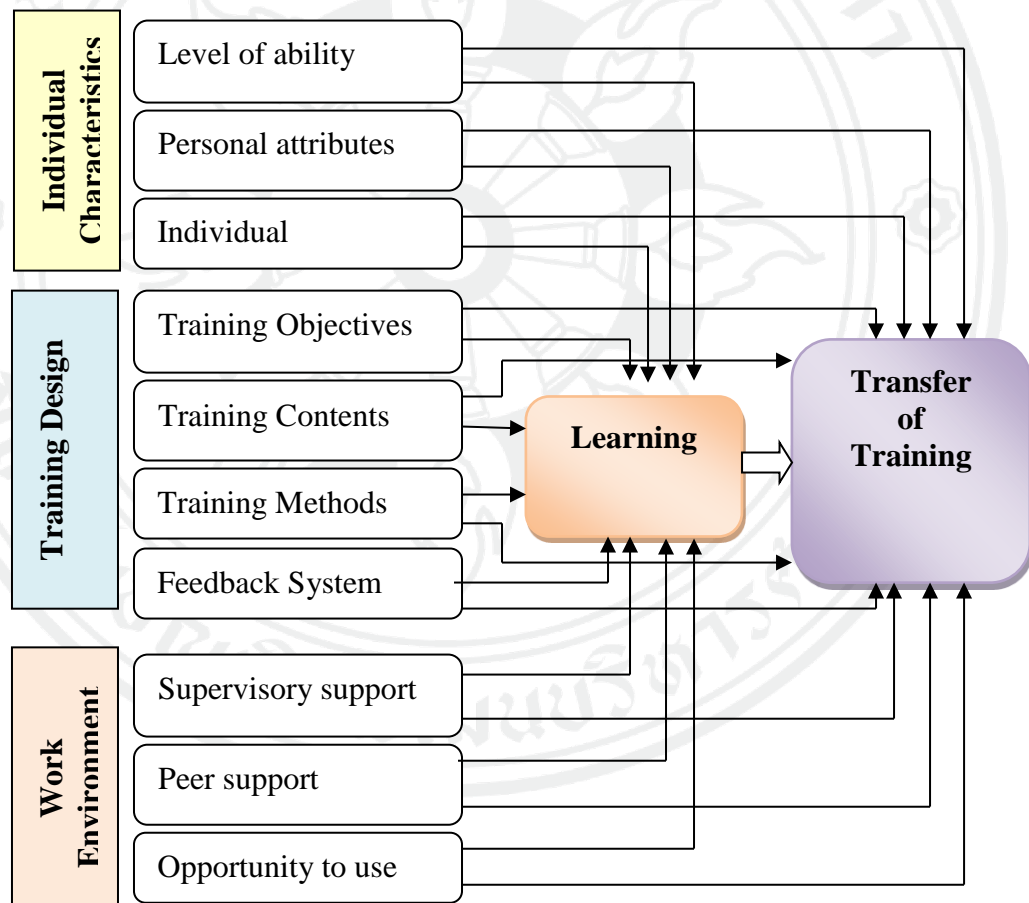 Individual
Characteristics
Level of ability
Personal attributes
Individual
Training Design
Training Objectives
Training Contents
Training Methods
Feedback System
Work
Environment
Supervisory support
Peer support
Opportunity to use
Learning
Transfer
of
Training